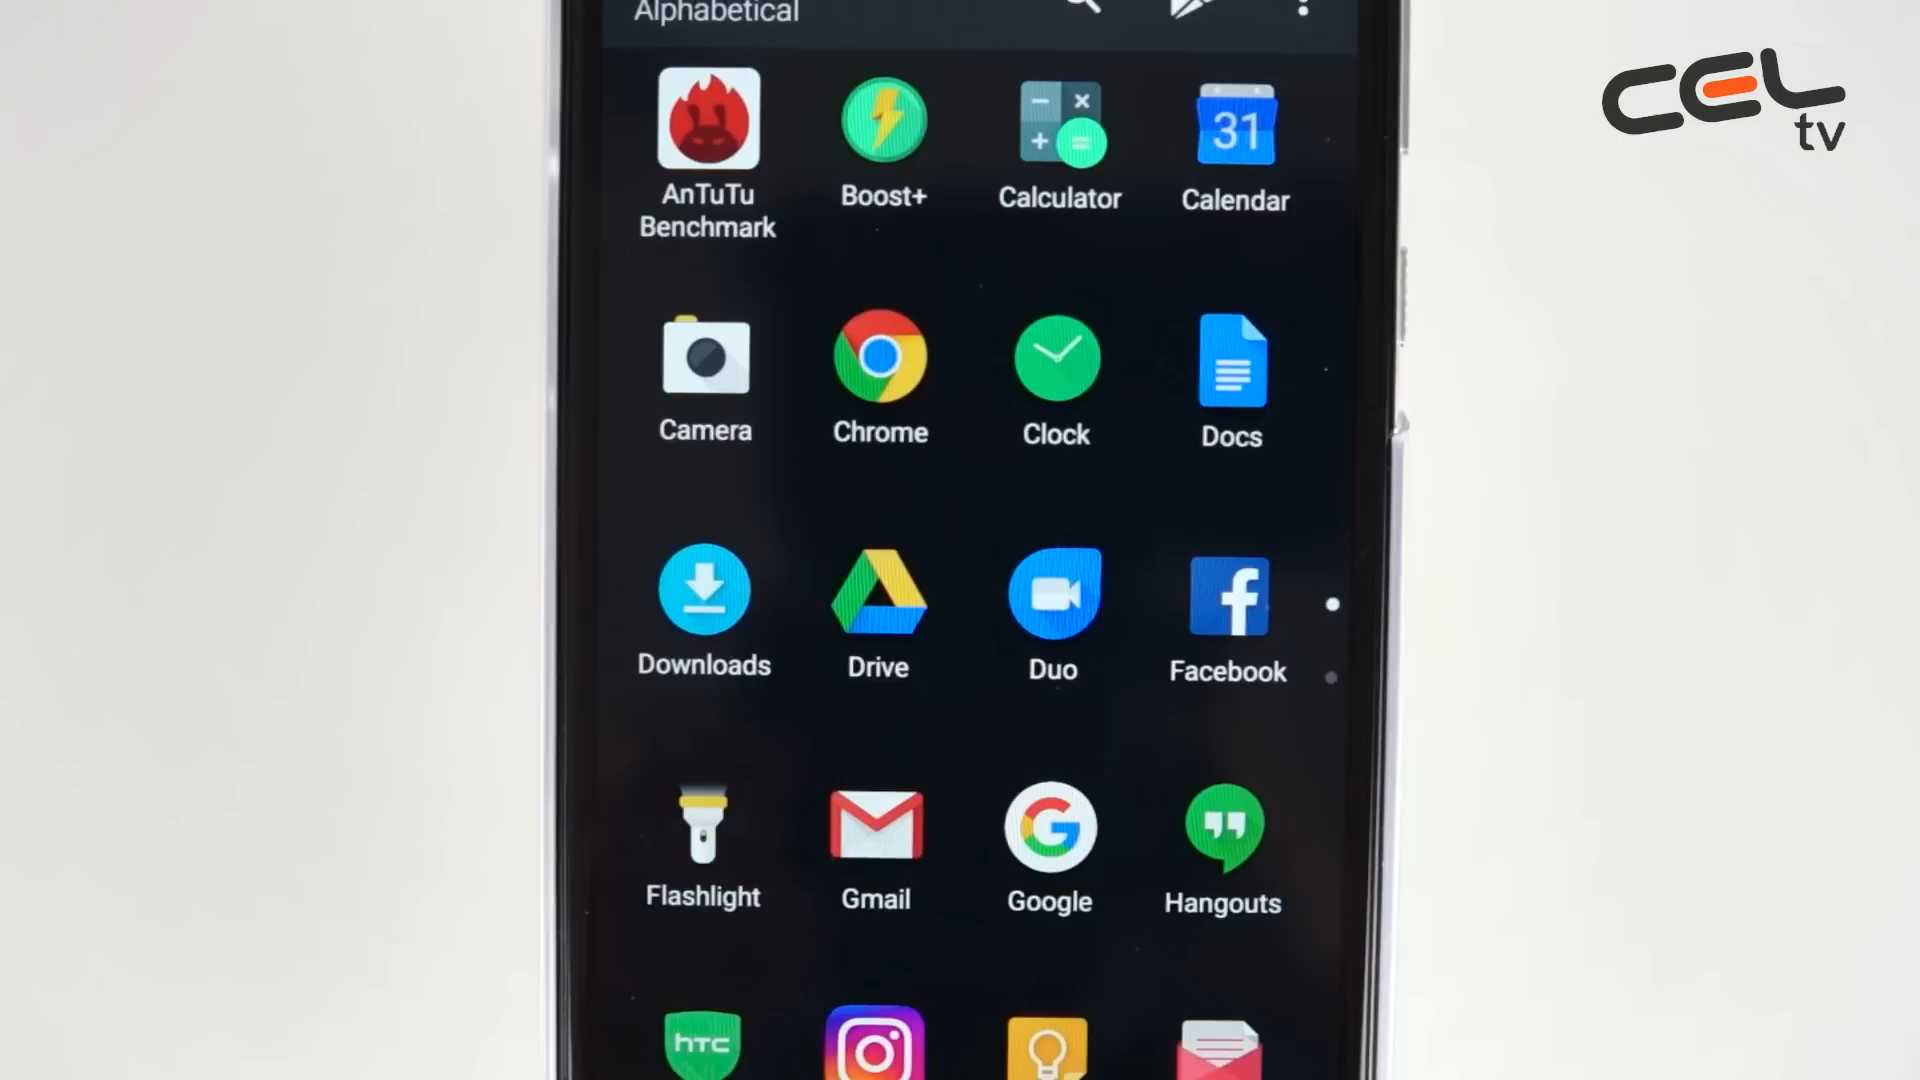 Alphabetical
CEL
tv
31
AnTuTu
Benchmark
Boost+
Calculator
Calendar
Camera
Chrome
Clock
Docs
Downloads
Drive
Duo
Facebook
Flashlight
Gmail
Google
Hangouts
hTC